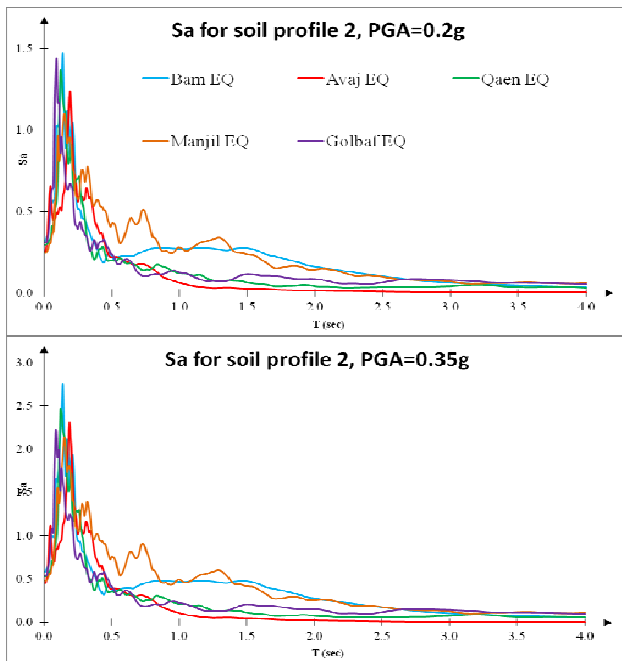 Sa for soil profile 2, PGA=0.2g
Bam EQ
Avaj EQ
Qaen EQ
Manjil EQ
Golbaf EQ
1.5
1.0
0.5
0.0
Sa
0.0 0.5 1.0 1.5 2.0 2.5 3.0 3.5 4.0
T (sec)
Sa for soil profile 2, PGA=0.35g
3.0
2.5
2.0
1.5
1.0
0.5
0.0
Sa
0.0 0.5 1.0 1.5 2.0 2.5 3.0 3.5 4.0
T (sec)